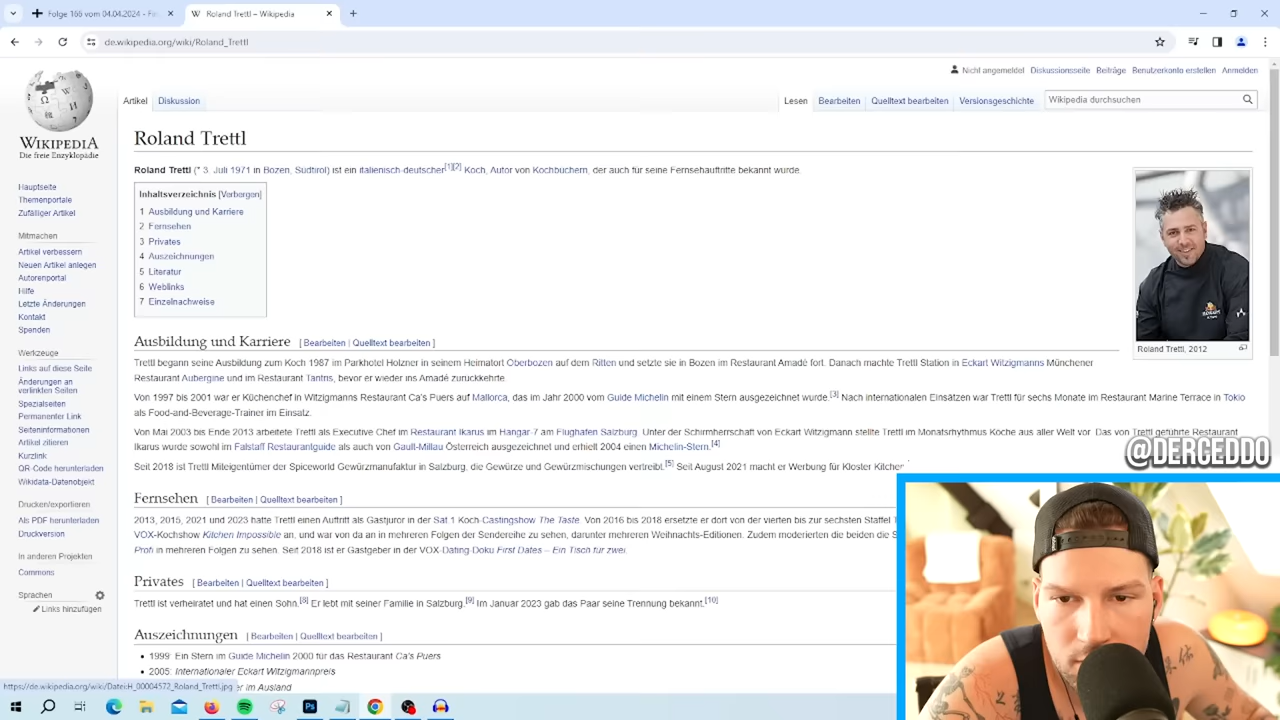 Folge 166 vom 04.04.2024 - Fe
Roland Trettl – Wikipedia
de.wikipedia.org/wiki/Roland_Trettl
Nicht angemeldet Diskussionsseite Beiträge Benutzerkonto erstellen Anmelden
Artikel Diskussion
Lesen Bearbeiten Quelltext bearbeiten Versionsgeschichte
Wikipedia durchsuchen
WIKIPEDIA
Die freie Enzyklopädie
Hauptseite
Themenportale
Zufälliger Artikel
Mitmachen
Artikel verbessern
Neuen Artikel anlegen
Autorenportal
Hilfe
Letzte Änderungen
Kontakt
Spenden
Werkzeuge
Links auf diese Seite
Änderungen an
verlinkten Seiten
Spezialseiten
Permanenter Link
Seiteninformationen
Artikel zitieren
Kurzlink
QR-Code herunterladen
Wikidata-Datenobjekt
Drucken/exportieren
Als PDF herunterladen
Druckversion
In anderen Projekten
Commons
Sprachen
Links hinzufügen
Roland Trettl
Roland Trettl (* 3. Juli 1971 in Bozen, Südtirol) ist ein italienisch-deutscher[1][2] Koch, Autor von Kochbüchern, der auch für seine Fernsehauftritte bekannt wurde.
Inhaltsverzeichnis [Verbergen]
1 Ausbildung und Karriere
2 Fernsehen
3 Privates
4 Auszeichnungen
5 Literatur
6 Weblinks
7 Einzelnachweise
Roland Trettl, 2012
Ausbildung und Karriere [ Bearbeiten | Quelltext bearbeiten ]
Trettl begann seine Ausbildung zum Koch 1987 im Parkhotel Holzner in seinem Heimatort Oberbozen auf dem Ritten und setzte sie in Bozen im Restaurant Amadé fort. Danach machte Trettl Station in Eckart Witzigmanns Münchener
Restaurant Aubergine und im Restaurant Tantris, bevor er wieder ins Amadé zurückkehrte.
Von 1997 bis 2001 war er Küchenchef in Witzigmanns Restaurant Ca's Puers auf Mallorca, das im Jahr 2000 vom Guide Michelin mit einem Stern ausgezeichnet wurde.[3] Nach internationalen Einsätzen war Trettl für sechs Monate im Restaurant Marine Terrace in Tokio
als Food-and-Beverage-Trainer im Einsatz.
Von Mai 2003 bis Ende 2013 arbeitete Trettl als Executive Chef im Restaurant Ikarus im Hangar-7 am Flughafen Salzburg. Unter der Schirmherrschaft von Eckart Witzigmann stellte Trettl im Monatsrhythmus Köche aus aller Welt vor. Das von Trettl geführte Restaurant
Ikarus wurde sowohl im Falstaff Restaurantguide als auch von Gault-Millau Österreich ausgezeichnet und erhielt 2004 einen Michelin-Stern.[4]
Seit 2018 ist Trettl Miteigentümer der Spiceworld Gewürzmanufaktur in Salzburg, die Gewürze und Gewürzmischungen vertreibt.[5] Seit August 2021 macht er Werbung für Kloster Kitchen
@DERCEDDO
Fernsehen [ Bearbeiten | Quelltext bearbeiten ]
2013, 2015, 2021 und 2023 hatte Trettl einen Auftritt als Gastjuror in der Sat 1 Koch-Castingshow The Taste. Von 2016 bis 2018 ersetzte er dort von der vierten bis zur sechsten Staffel
VOX-Kochshow Kitchen Impossible an, und war von da an in mehreren Folgen der Sendereihe zu sehen, darunter mehreren Weihnachts-Editionen. Zudem moderierten die beiden die S
Profi in mehreren Folgen zu sehen. Seit 2018 ist er Gastgeber in der VOX-Dating Doku First Dates – Ein Tisch für zwei.
Privates [ Bearbeiten | Quelltext bearbeiten ]
Trettl ist verheiratet und hat einen Sohn.[8] Er lebt mit seiner Familie in Salzburg.[9] Im Januar 2023 gab das Paar seine Trennung bekannt.[10]
Auszeichnungen [ Bearbeiten | Quelltext bearbeiten ]
• 1999: Ein Stern im Guide Michelin 2000 für das Restaurant Ca's Puers
• 2005: Internationaler Eckart Witzigmannpreis
r im Ausland
https://de.wikipedia.org/wiki/Datei:H_00004572_Roland_Trettl.jpg